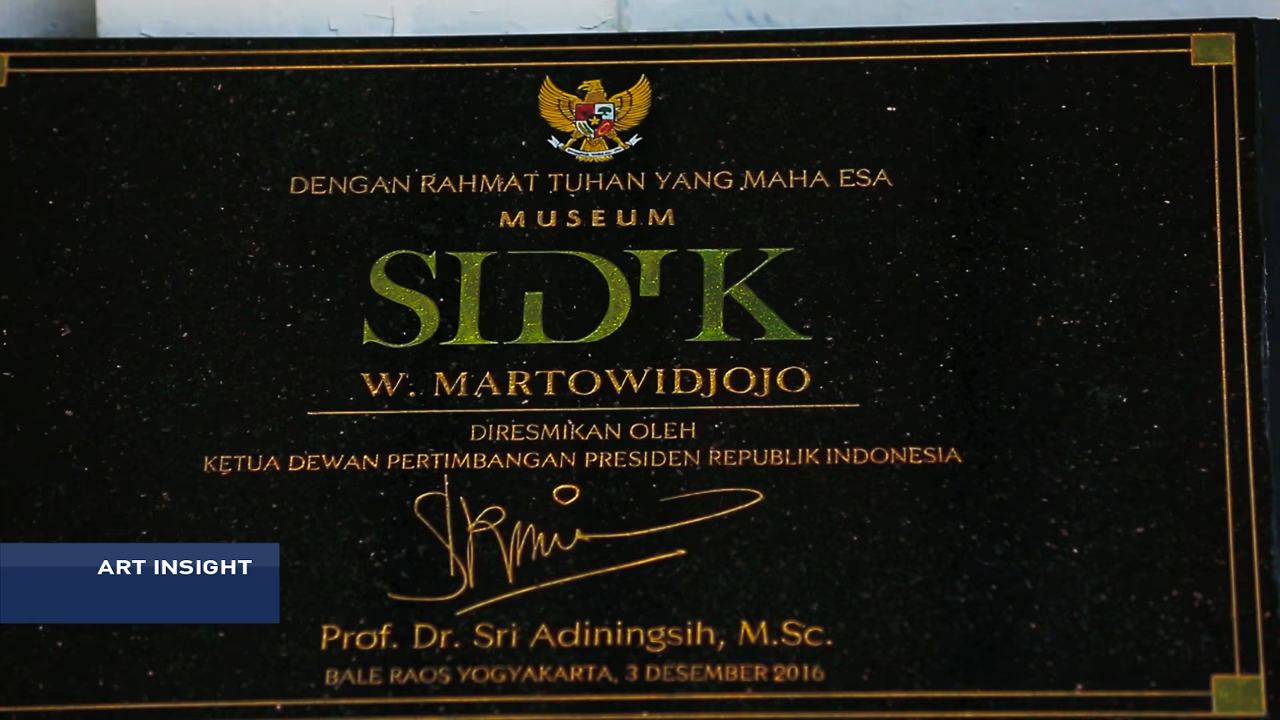 DENGAN RAHMAT TUHAN YANG MAHA ESA
MUSEUM
SIDIK
W. MARTOWIDJOJO
DIRESMIKAN OLEH
KETUA DEWAN PERTIMBANGAN PRESIDEN REPUBLIK INDONESIA
Prof. Dr. Sri Adiningsih, M.Sc.
BALE RAOS YOGYAKARTA, 3 DESEMBER 2016
ART INSIGHT